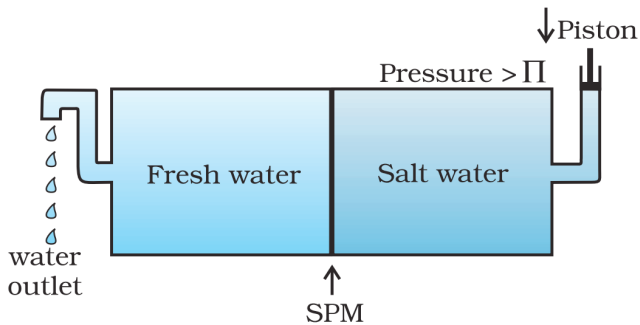 Piston
Pressure > Π
Fresh water
Salt water
water
outlet
SPM